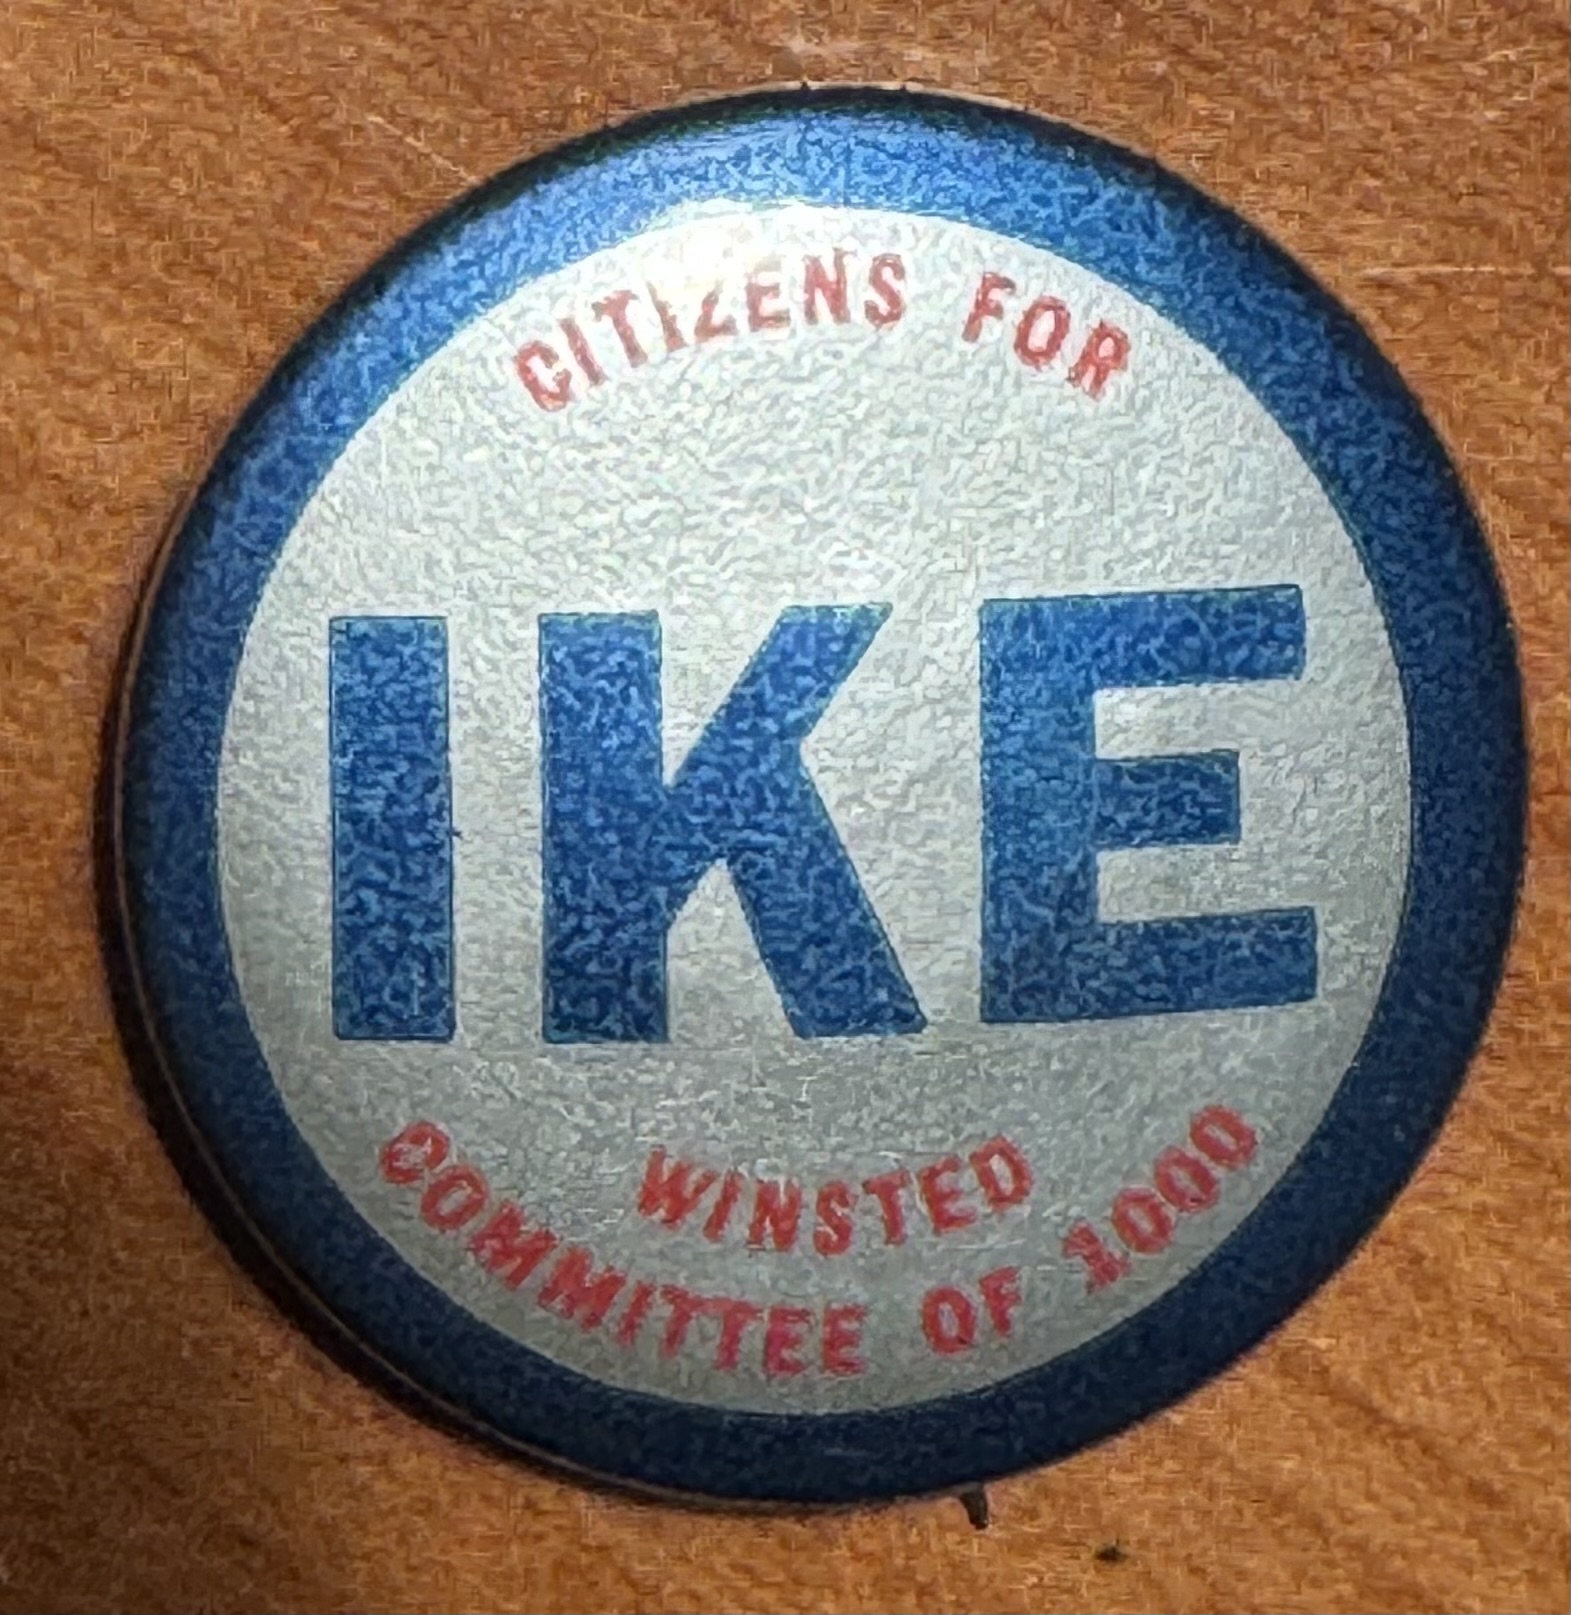 CITIZENS FOR
IKE
WINSTED
COMMITTEE OF 1000